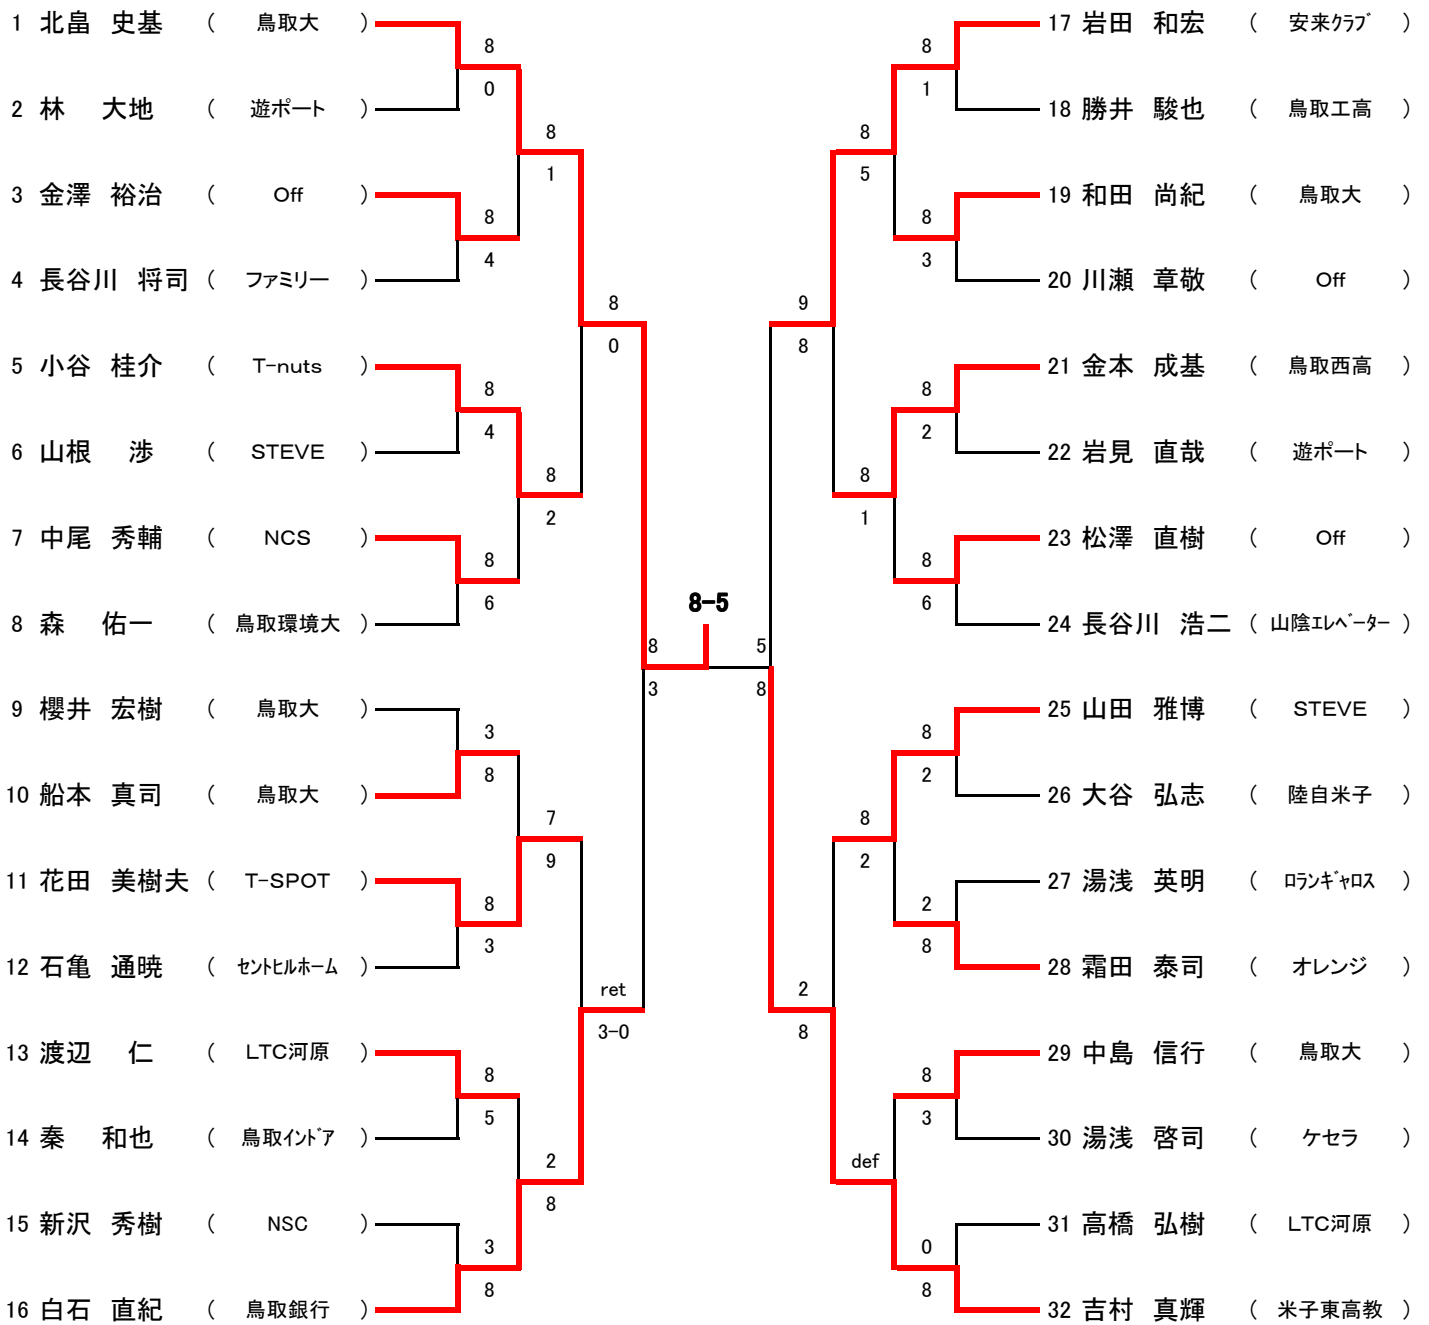 1 北畠 史基 ( 鳥取大 )
8
0
2 林 大地 ( 遊ポート )
8
1
3 金澤 裕治 ( Off )
8
4
4 長谷川 将司 ( ファミリー )
8
0
5 小谷 桂介 ( T-nuts )
8
4
6 山根 渉 ( STEVE )
8
2
7 中尾 秀輔 ( NCS )
8
6
8 森 佑一 ( 鳥取環境大 )
8
3
9 櫻井 宏樹 ( 鳥取大 )
3
8
10 船本 真司 ( 鳥取大 )
7
9
11 花田 美樹夫 ( T-SPOT )
8
3
12 石亀 通暁 ( セントヒルホーム )
ret
3-0
13 渡辺 仁 ( LTC河原 )
8
5
14 秦 和也 ( 鳥取インドア )
2
8
15 新沢 秀樹 ( NSC )
3
8
16 白石 直紀 ( 鳥取銀行 )
8-5
17 岩田 和宏 ( 安来クラブ )
8
1
18 勝井 駿也 ( 鳥取工高 )
8
5
19 和田 尚紀 ( 鳥取大 )
8
3
20 川瀬 章敬 ( Off )
9
8
21 金本 成基 ( 鳥取西高 )
8
2
22 岩見 直哉 ( 遊ポート )
8
1
23 松澤 直樹 ( Off )
8
6
24 長谷川 浩二 ( 山陰エレベーター )
5
8
25 山田 雅博 ( STEVE )
8
2
26 大谷 弘志 ( 陸自米子 )
8
2
27 湯浅 英明 ( ロランギャロス )
2
8
28 霜田 泰司 ( オレンジ )
2
8
29 中島 信行 ( 鳥取大 )
8
3
30 湯浅 啓司 ( ケセラ )
def
31 高橋 弘樹 ( LTC河原 )
0
8
32 吉村 真輝 ( 米子東高教 )